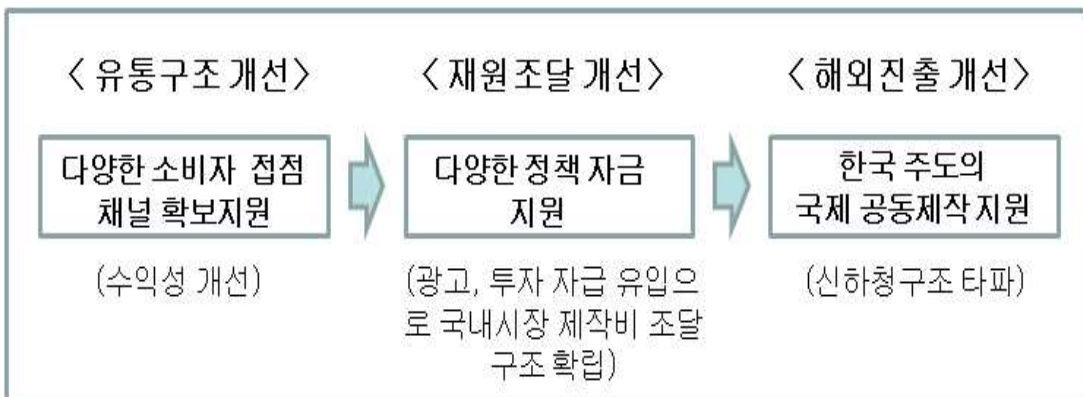 〈 유통구조 개선〉
〈 재원 조달 개선〉
〈 해외진출 개선〉
다양한 소비자 접점
채널 확보지원
다양한 정책 자금
지원
한국 주도의
국제 공동제작 지원
(수익성 개선)
(광고, 투자 자급 유입으
로 국내시장 제작비 조달
구조 확립)
(신하청구조 타파)